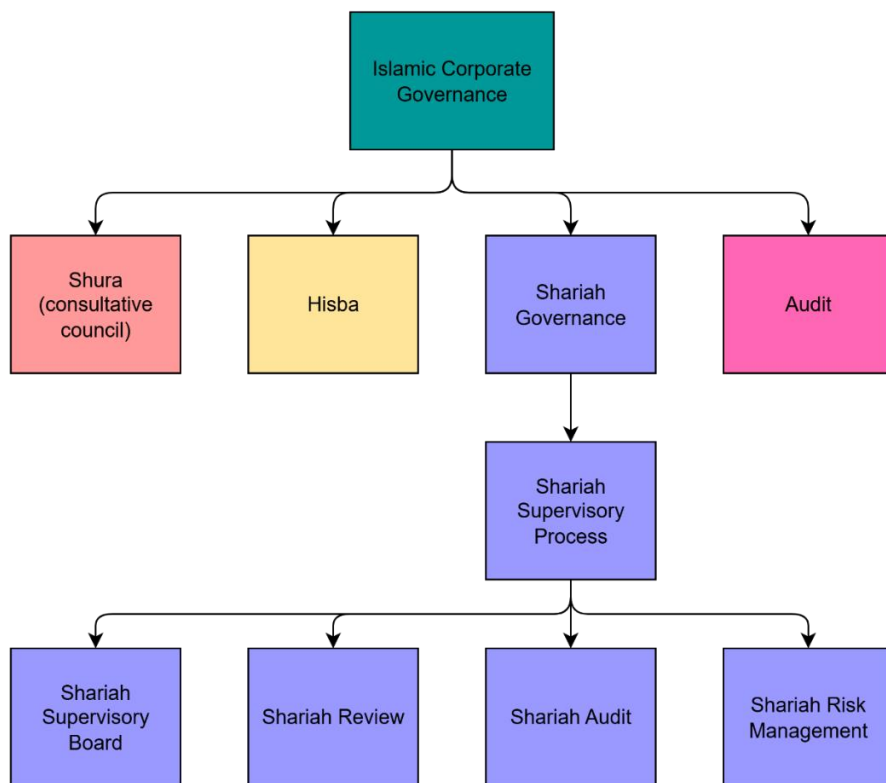 Islamic Corporate
Governance
Shura
(consultative
council)
Hisba
Shariah
Governance
Audit
Shariah
Supervisory
Process
Shariah
Supervisory
Board
Shariah Review
Shariah Audit
Shariah Risk
Management